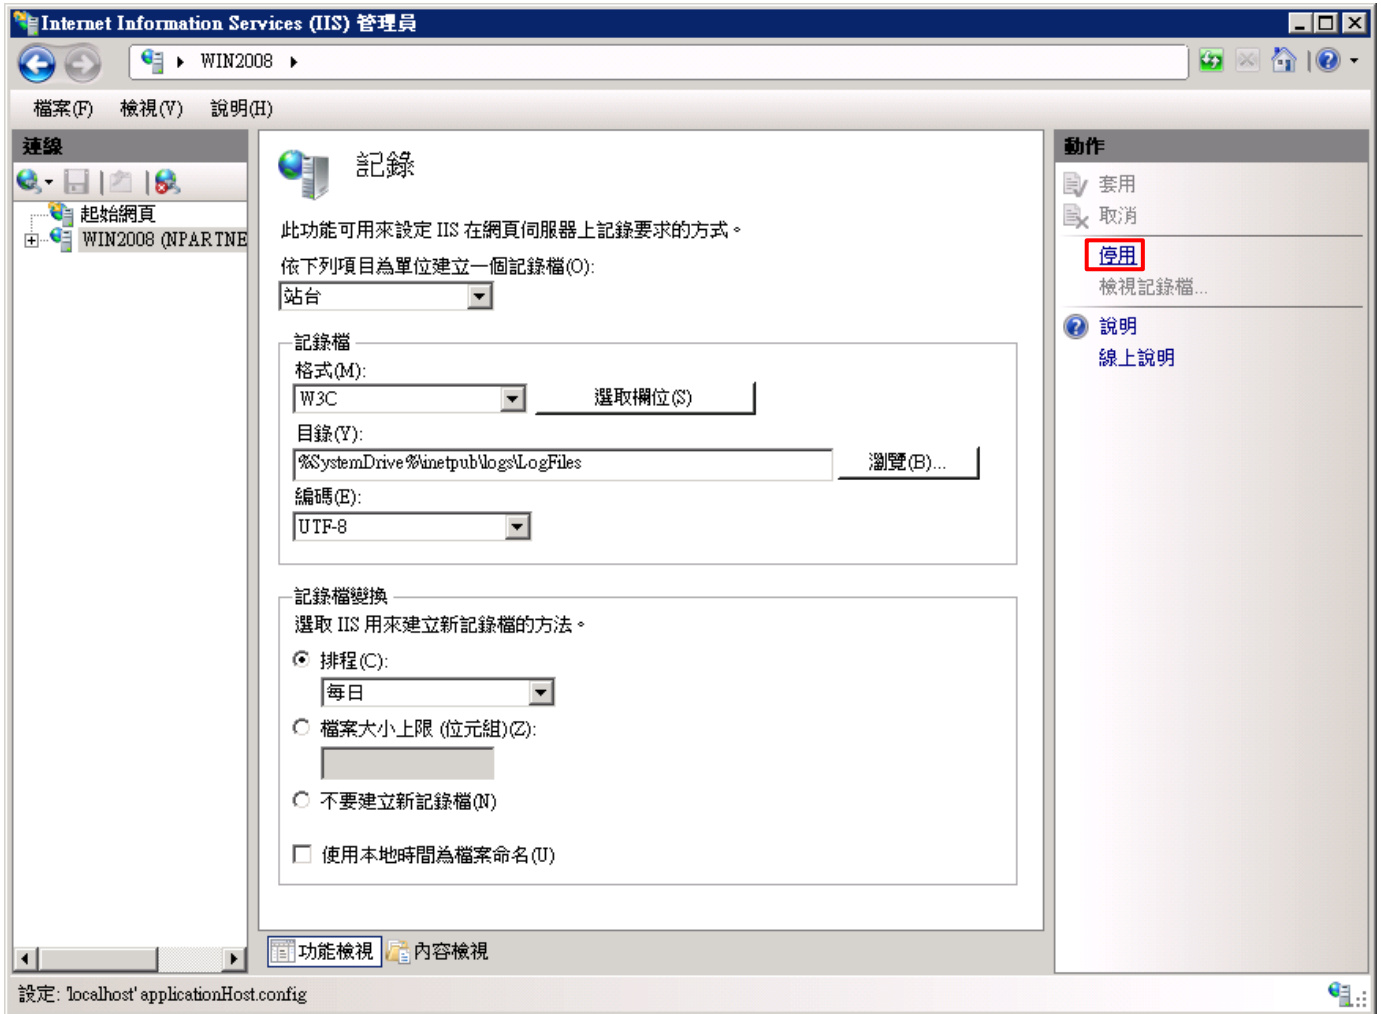 Internet Information Services (IIS) 管理員
WIN2008
檔案(F) 檢視(V) 說明(H)
連線
起始網頁
WIN2008 (NPARTNE
記錄
此功能可用來設定 IIS 在網頁伺服器上記錄要求的方式。
依下列項目為單位建立一個記錄檔(O):
站台
記錄檔
格式(M):
W3C
選取欄位(S)
目錄(Y):
%SystemDrive%\inetpub\logs\LogFiles
瀏覽(B)...
編碼(E):
UTF-8
記錄檔變換
選取 IIS 用來建立新記錄檔的方法。
排程(C):
每日
檔案大小上限 (位元組)(Z):
不要建立新記錄檔(N)
使用本地時間為檔案命名(U)
功能檢視 內容檢視
動作
套用
取消
停用
檢視記錄檔...
說明
線上說明
設定: 'localhost' applicationHost.config